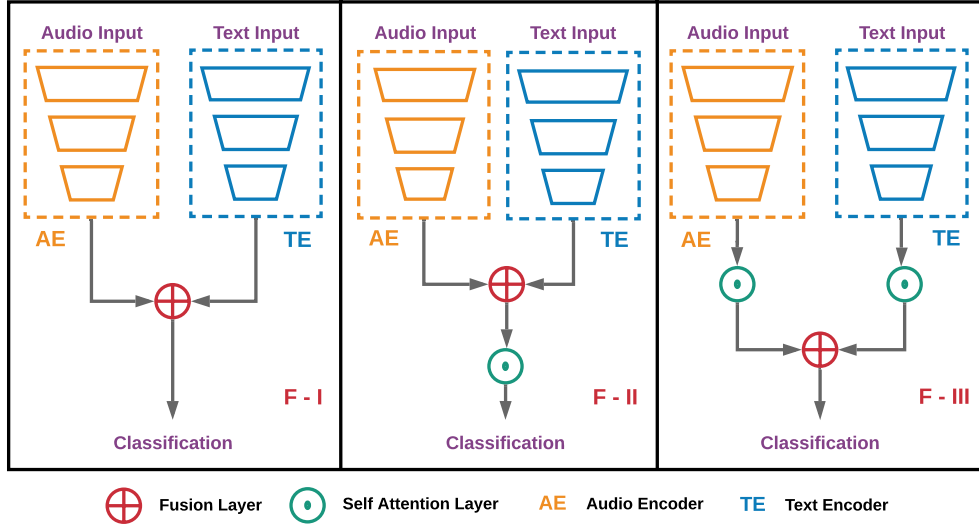 Audio Input Text Input
AE TE
F - I
Classification
Audio Input Text Input
AE TE
F - II
Classification
Audio Input Text Input
AE TE
F - III
Classification
Fusion Layer Self Attention Layer AE Audio Encoder TE Text Encoder